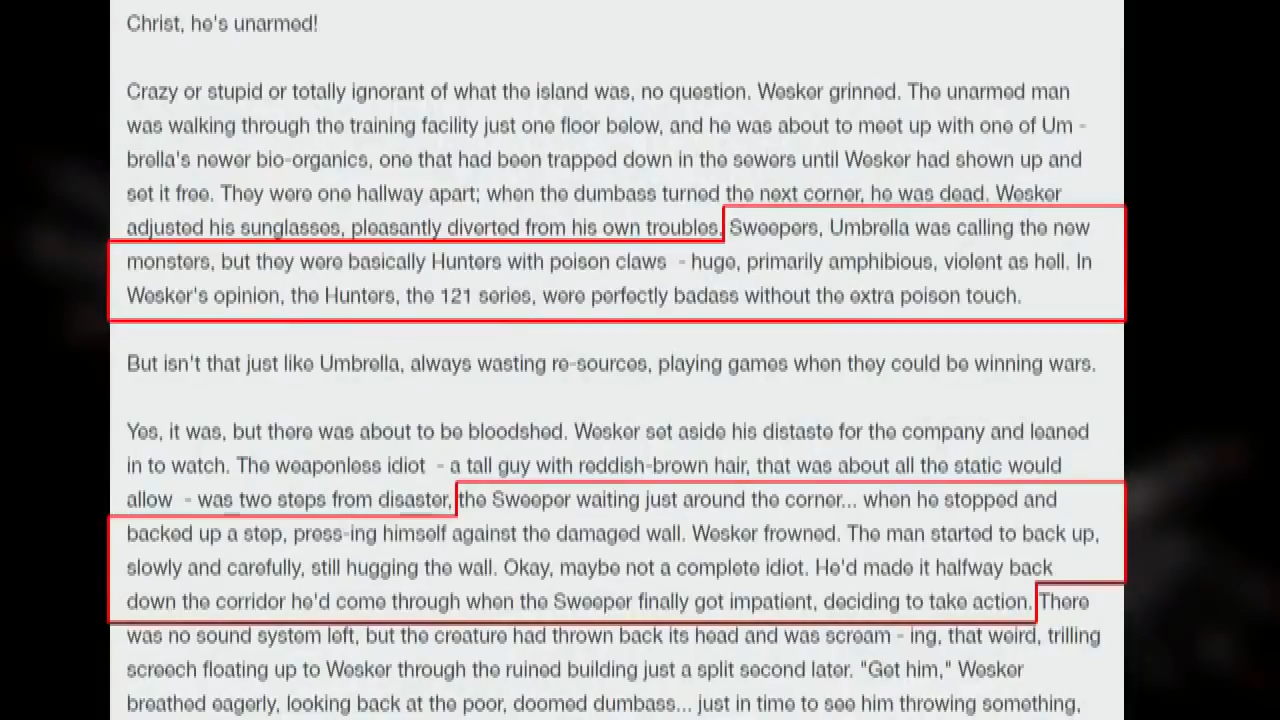 Christ, he's unarmed!
Crazy or stupid or totally ignorant of what the island was, no question. Wesker grinned. The unarmed man
was walking through the training facility just one floor below, and he was about to meet up with one of Um -
brella's newer bio-organics, one that had been trapped down in the sewers until Wesker had shown up and
set it free. They were one hallway apart; when the dumbass turned the next corner, he was dead. Wesker
adjusted his sunglasses, pleasantly diverted from his own troubles. Sweepers, Umbrella was calling the new
monsters, but they were basically Hunters with poison claws - huge, primarily amphibious, violent as hell. In
Wesker's opinion, the Hunters, the 121 series, were perfectly badass without the extra poison touch.
But isn't that just like Umbrella, always wasting re-sources, playing games when they could be winning wars.
Yes, it was, but there was about to be bloodshed. Wesker set aside his distaste for the company and leaned
in to watch. The weaponless idiot - a tall guy with reddish-brown hair, that was about all the static would
allow - was two steps from disaster, the Sweeper waiting just around the corner... when he stopped and
backed up a step, press-ing himself against the damaged wall. Wesker frowned. The man started to back up,
slowly and carefully, still hugging the wall. Okay, maybe not a complete idiot. He'd made it halfway back
down the corridor he'd come through when the Sweeper finally got impatient, deciding to take action. There
was no sound system left, but the creature had thrown back its head and was scream - ing, that weird, trilling
screech floating up to Wesker through the ruined building just a split second later. "Get him," Wesker
breathed eagerly, looking back at the poor, doomed dumbass... just in time to see him throwing something,